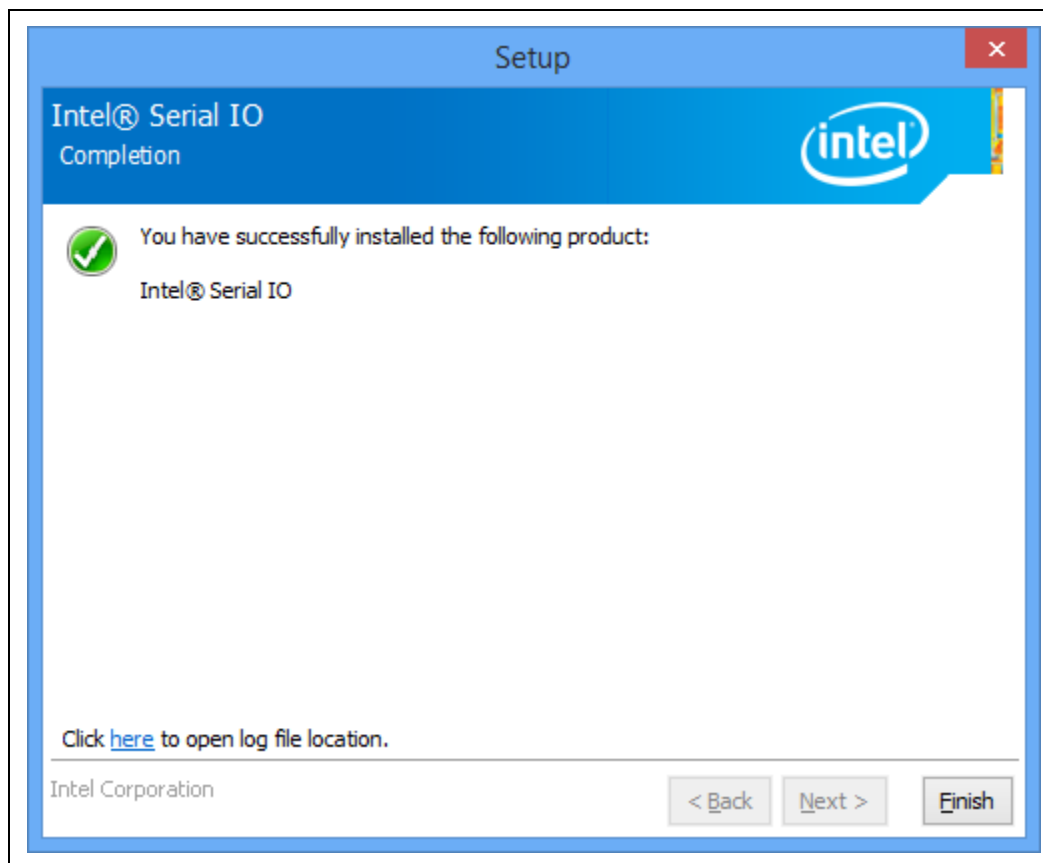 Setup
Intel® Serial IO
Completion
intel
You have successfully installed the following product:
Intel® Serial IO
Click here to open log file location.
Intel Corporation
< Back
Next >
Finish